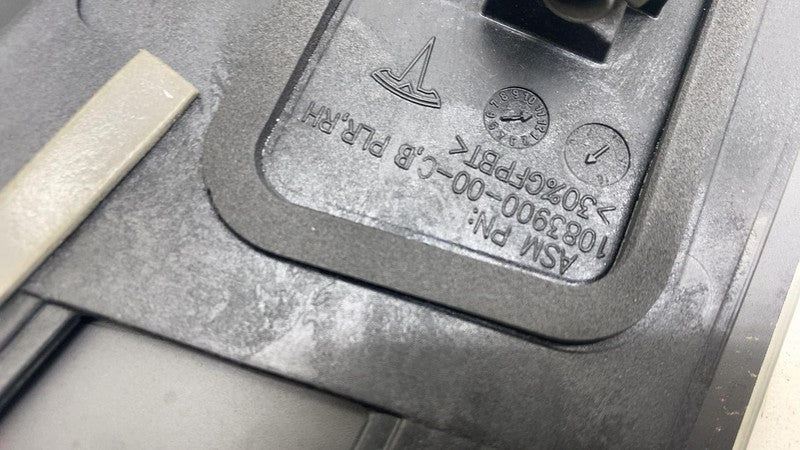 ASM PN:
1083900-00-C,B PLR,RH
>30%GFPBT<